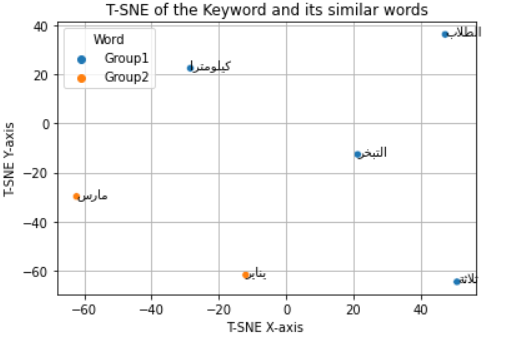 T-SNE of the Keyword and its similar words
Word
Group1
Group2
الطلاب
كيلومترا
التبخر
مارس
يناير
ثلاثة
40
20
0
−20
−40
−60
T-SNE Y-axis
−60
−40
−20
0
20
40
T-SNE X-axis